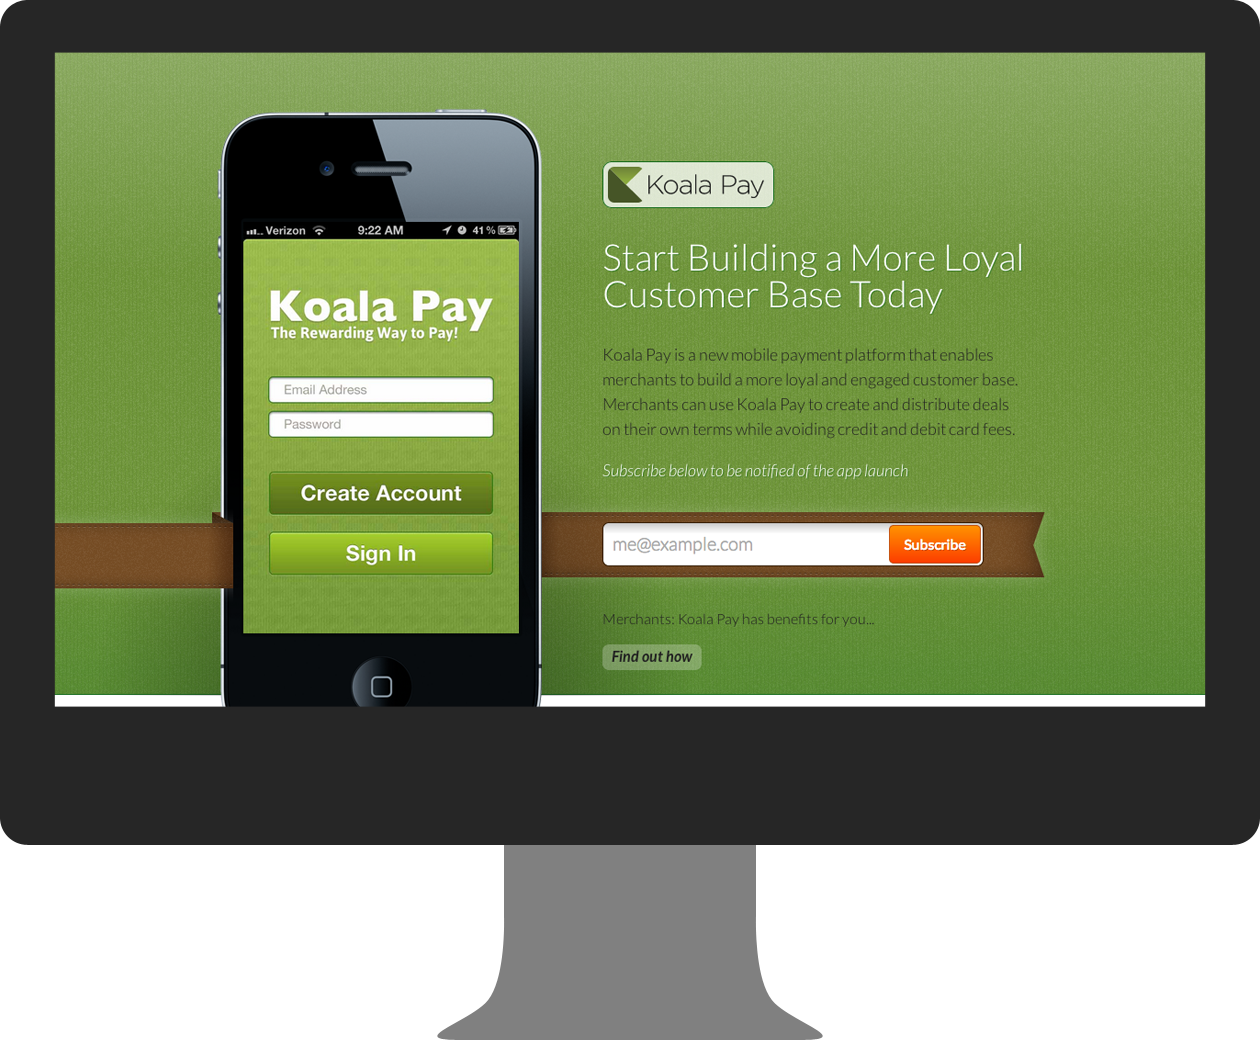 Verizon 9:22 AM 41%
Koala Pay
The Rewarding Way to Pay!
Email Address
Password
Create Account
Sign In
Koala Pay
Start Building a More Loyal
Customer Base Today
Koala Pay is a new mobile payment platform that enables
merchants to build a more loyal and engaged customer base.
Merchants can use Koala Pay to create and distribute deals
on their own terms while avoiding credit and debit card fees.
Subscribe below to be notified of the app launch
me@example.com Subscribe
Merchants: Koala Pay has benefits for you...
Find out how